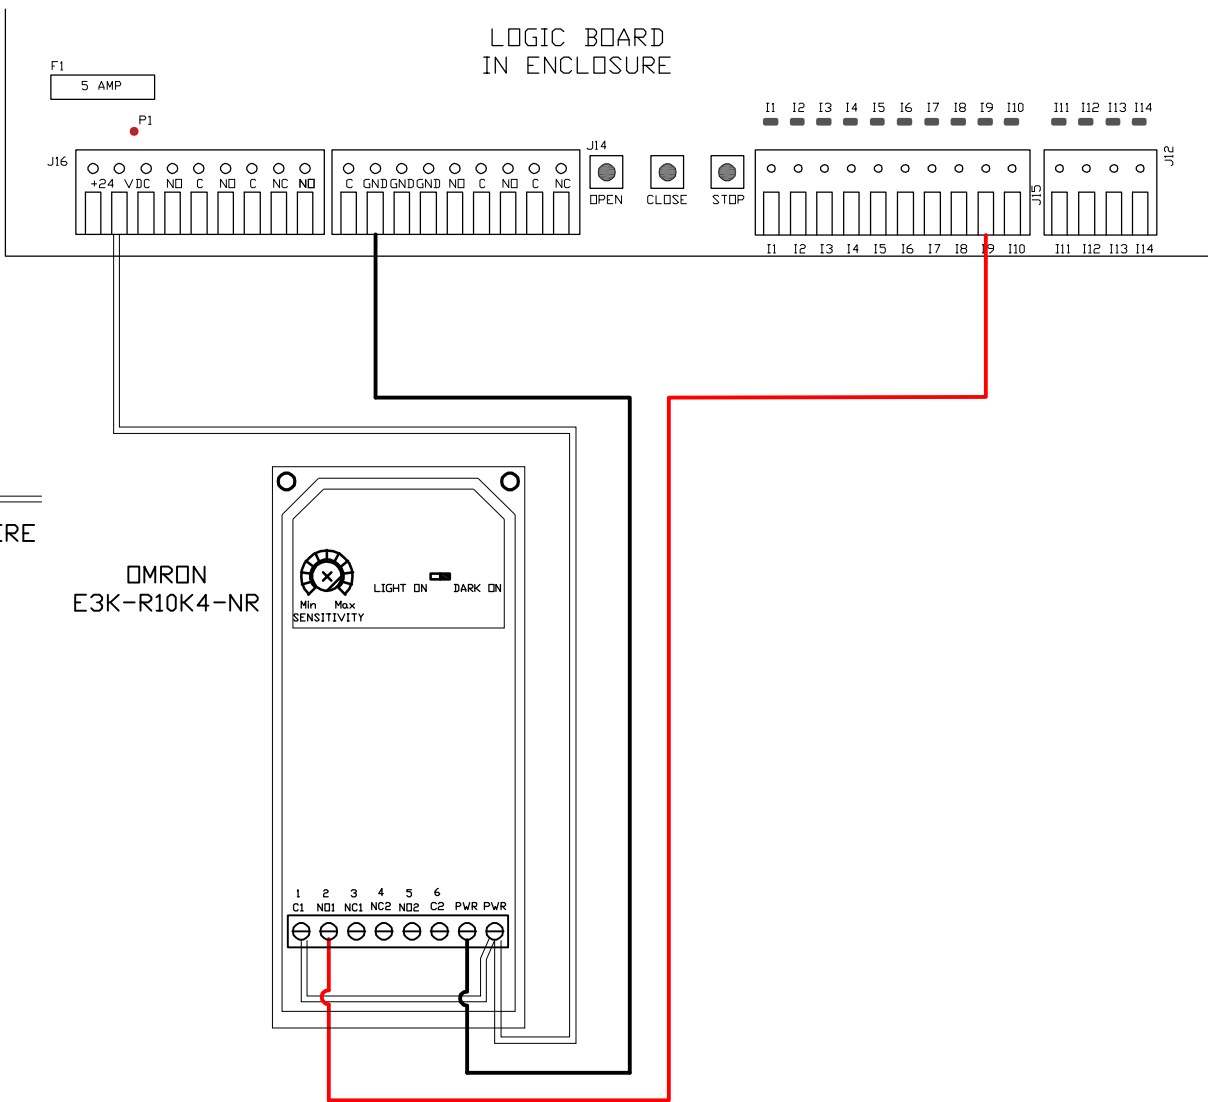 LOGIC BOARD
IN ENCLOSURE
F1
5 AMP
P1
I1 I2 I3 I4 I5 I6 I7 I8 I9 I10 I11 I12 I13 I14
J16
J14
J12
+24 VDC NO C NO C NC NO
C GND GND GND NO C NO C NC
OPEN CLOSE STOP
J15
I1 I2 I3 I4 I5 I6 I7 I8 I9 I10 I11 I12 I13 I14
ERE
OMRON
E3K-R10K4-NR
LIGHT ON DARK ON
Min Max
SENSITIVITY
1 2 3 4 5 6
C1 NO1 NC1 NC2 NO2 C2 PWR PWR